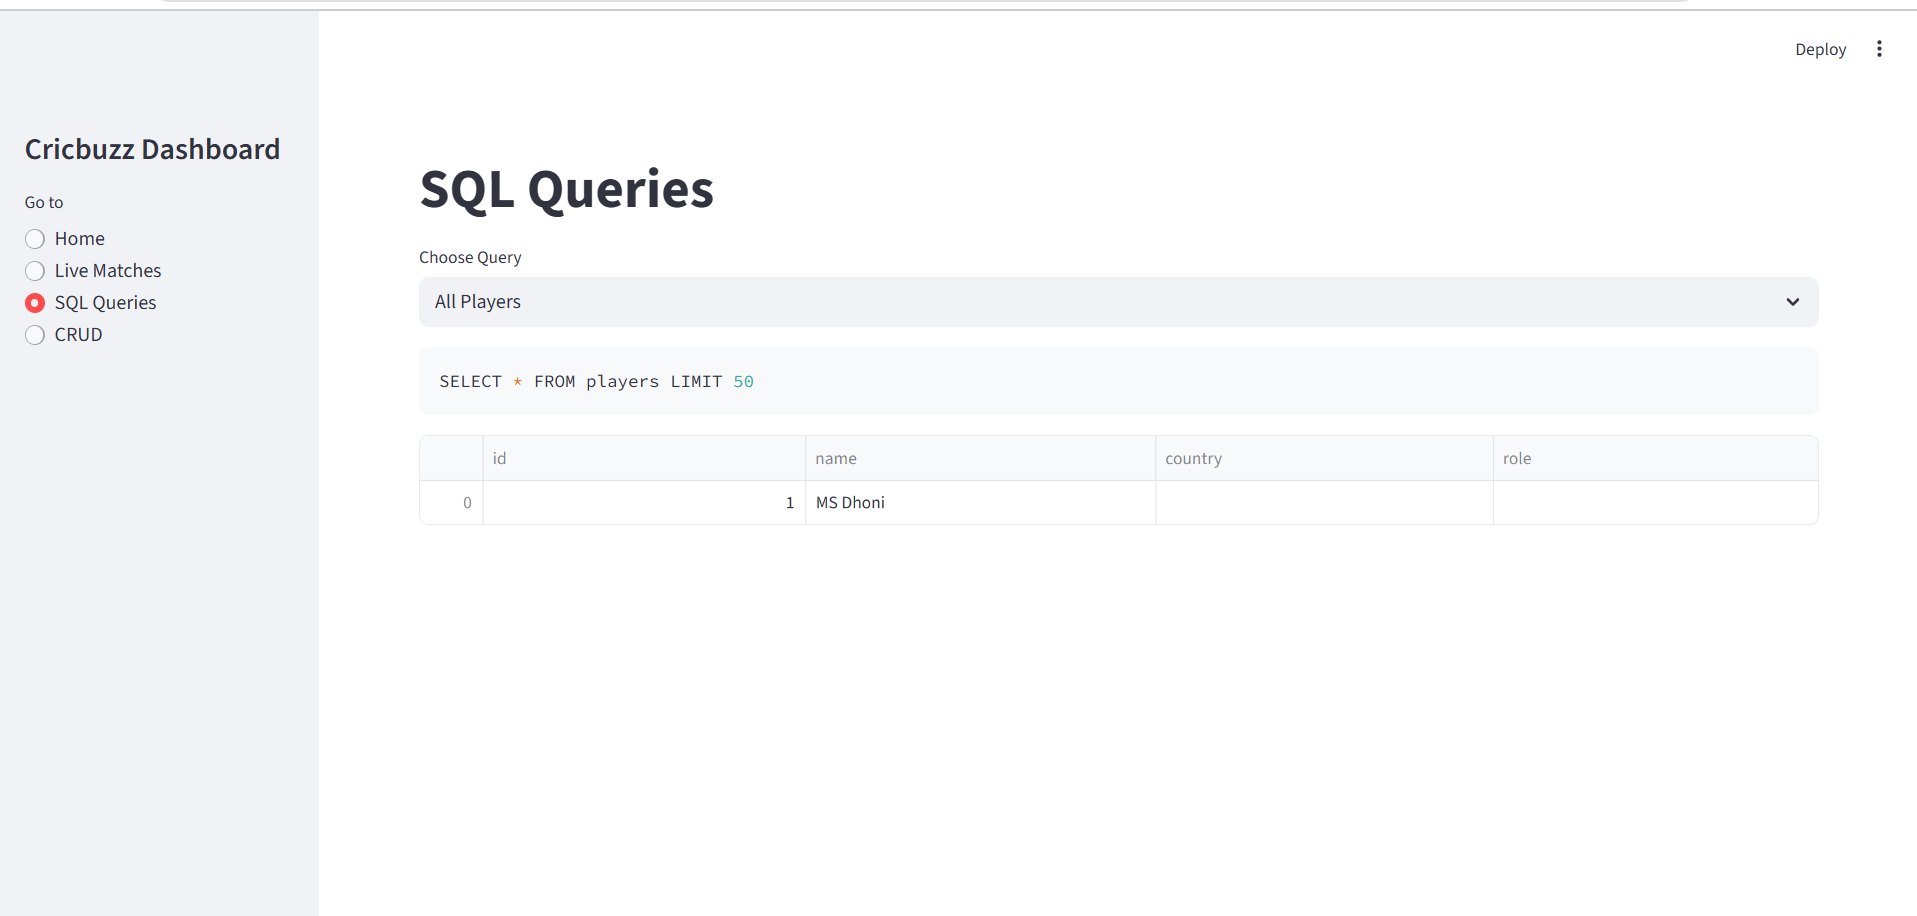 Deploy
Cricbuzz Dashboard
Go to
Home
Live Matches
SQL Queries
CRUD
SQL Queries
Choose Query
All Players
SELECT * FROM players LIMIT 50
id name country role
0 1 MS Dhoni